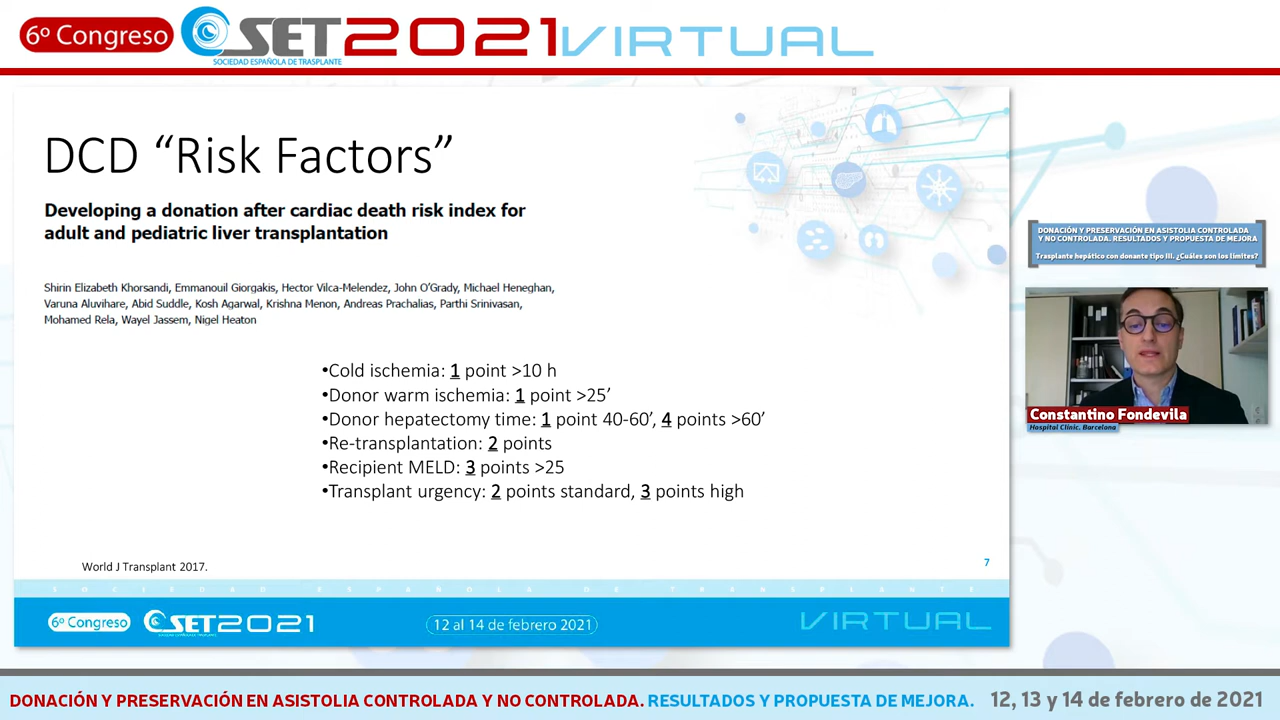 6º Congreso
SET2021VIRTUAL
SOCIEDAD ESPAÑOLA DE TRASPLANTE
DCD “Risk Factors”
Developing a donation after cardiac death risk index for
adult and pediatric liver transplantation
Shirin Elizabeth Khorsandi, Emmanouil Giorgakis, Hector Vilca-Melendez, John O’Grady, Michael Heneghan,
Varuna Aluvihare, Abid Suddle, Kosh Agarwal, Krishna Menon, Andreas Prachalias, Parthi Srinivasan,
Mohamed Rela, Wayel Jassem, Nigel Heaton
•Cold ischemia: 1 point >10 h
•Donor warm ischemia: 1 point >25’
•Donor hepatectomy time: 1 point 40-60’, 4 points >60’
•Re-transplantation: 2 points
•Recipient MELD: 3 points >25
•Transplant urgency: 2 points standard, 3 points high
World J Transplant 2017.
7
SOCIEDAD ESPAÑOLA DE TRANSPLANTE
6º Congreso
SET2021
12 al 14 de febrero 2021
VIRTUAL
DONACIÓN Y PRESERVACIÓN EN ASISTOLIA CONTROLADA
Y NO CONTROLADA. RESULTADOS Y PROPUESTA DE MEJORA
Trasplante hepático con donante tipo III. ¿Cuáles son los límites?
Constantino Fondevila
Hospital Clínic. Barcelona
DONACIÓN Y PRESERVACIÓN EN ASISTOLIA CONTROLADA Y NO CONTROLADA. RESULTADOS Y PROPUESTA DE MEJORA.
12, 13 y 14 de febrero de 2021